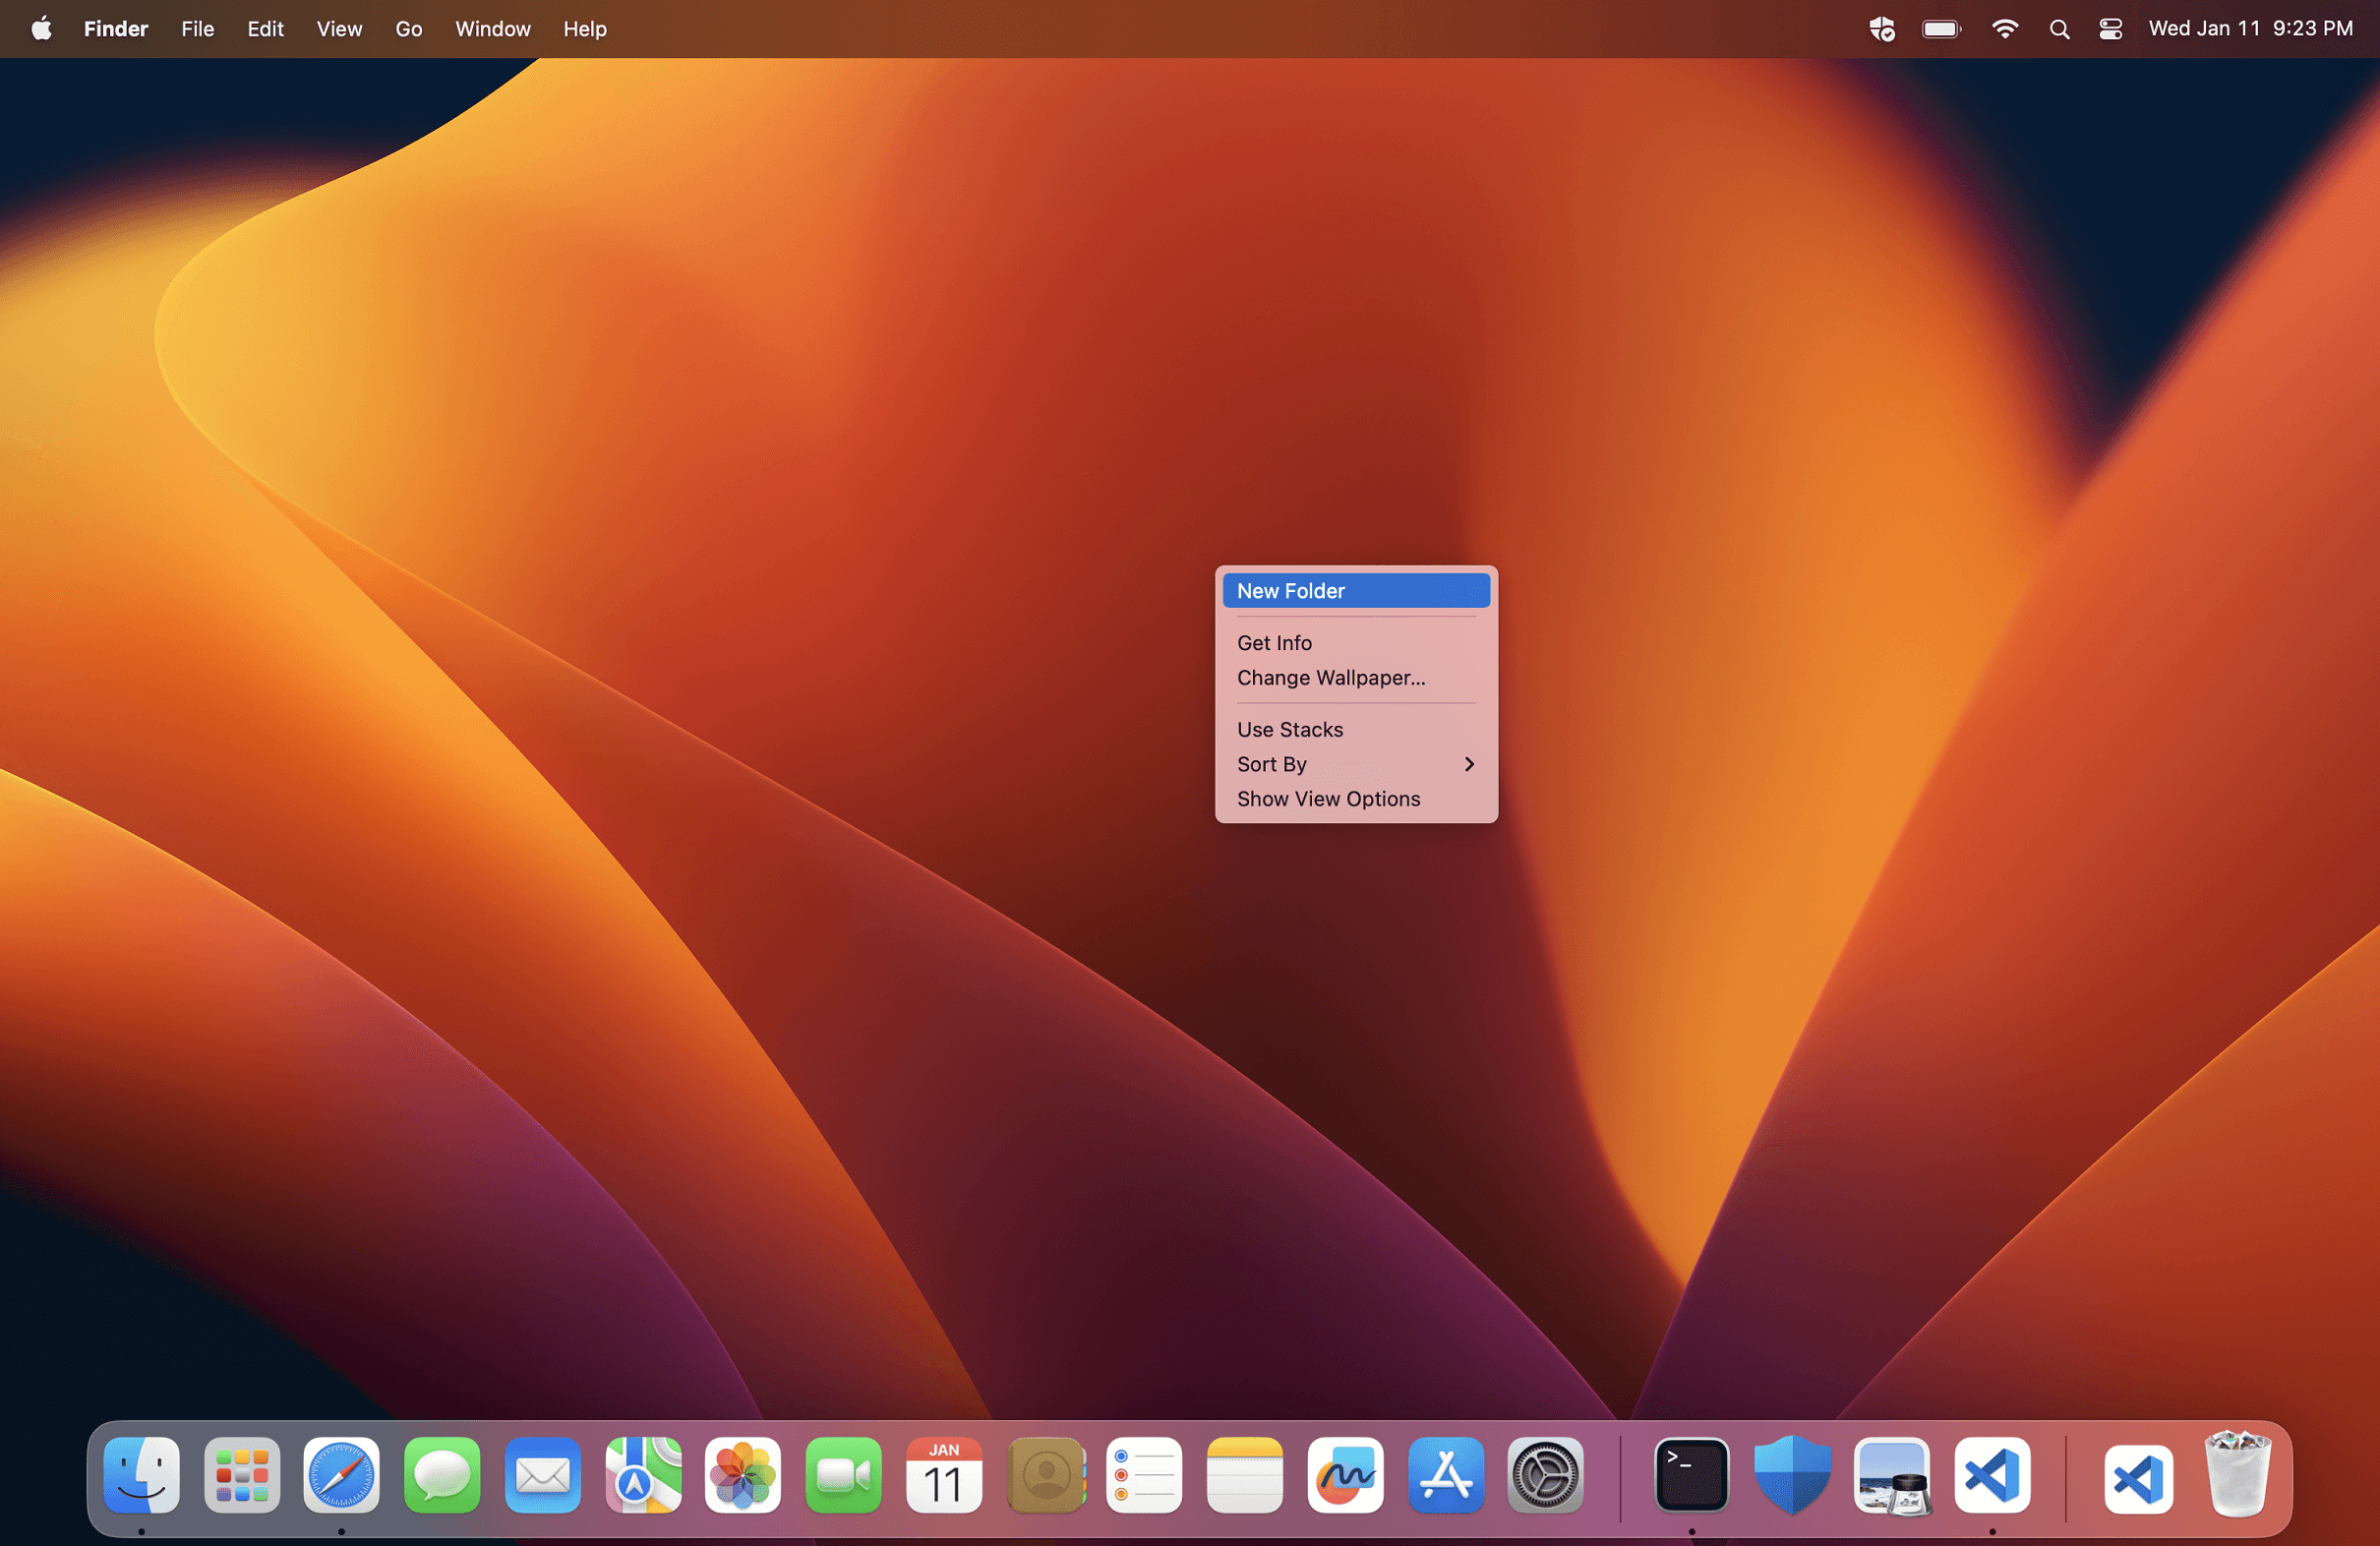 Finder File Edit View Go Window Help Wed Jan 11 9:23 PM
New Folder
Get Info
Change Wallpaper...
Use Stacks
Sort By
Show View Options
JAN
11
>_